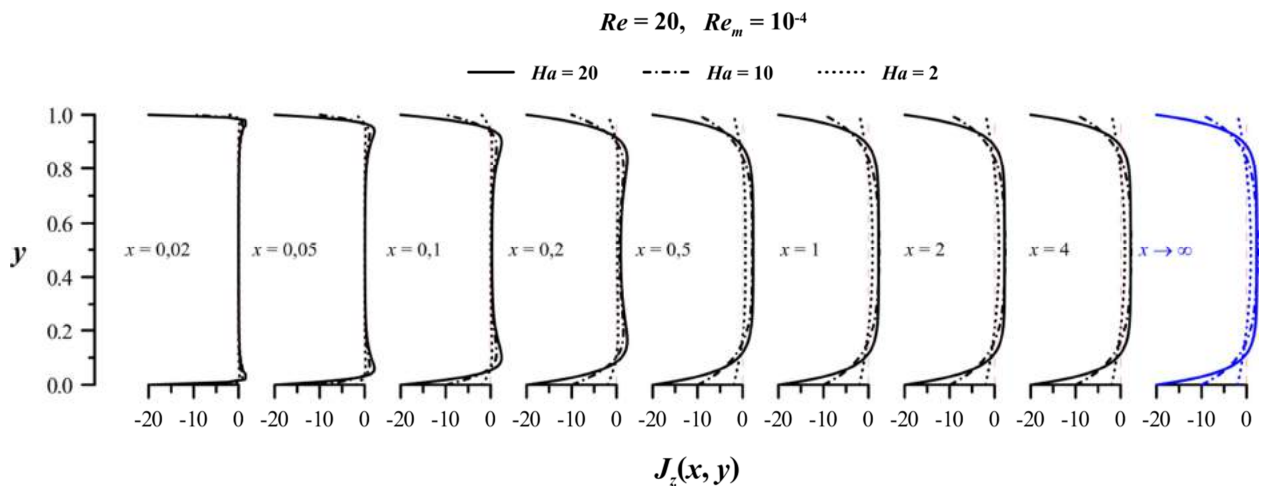 Re = 20, Re_m = 10^-4
Ha = 20 Ha = 10 Ha = 2
1.0
0.8
0.6
0.4
0.2
0.0
y
x = 0,02 x = 0,05 x = 0,1 x = 0,2 x = 0,5 x = 1 x = 2 x = 4 x → ∞
-20 -10 0 -20 -10 0 -20 -10 0 -20 -10 0 -20 -10 0 -20 -10 0 -20 -10 0 -20 -10 0 -20 -10 0
J_z(x, y)